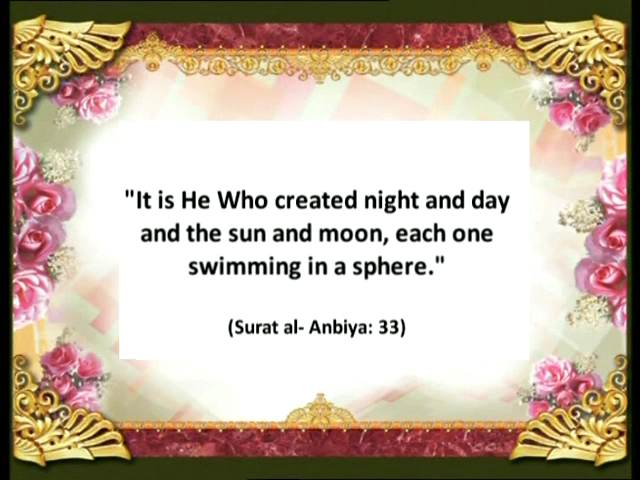 "It is He Who created night and day
and the sun and moon, each one
swimming in a sphere."
(Surat al- Anbiya: 33)